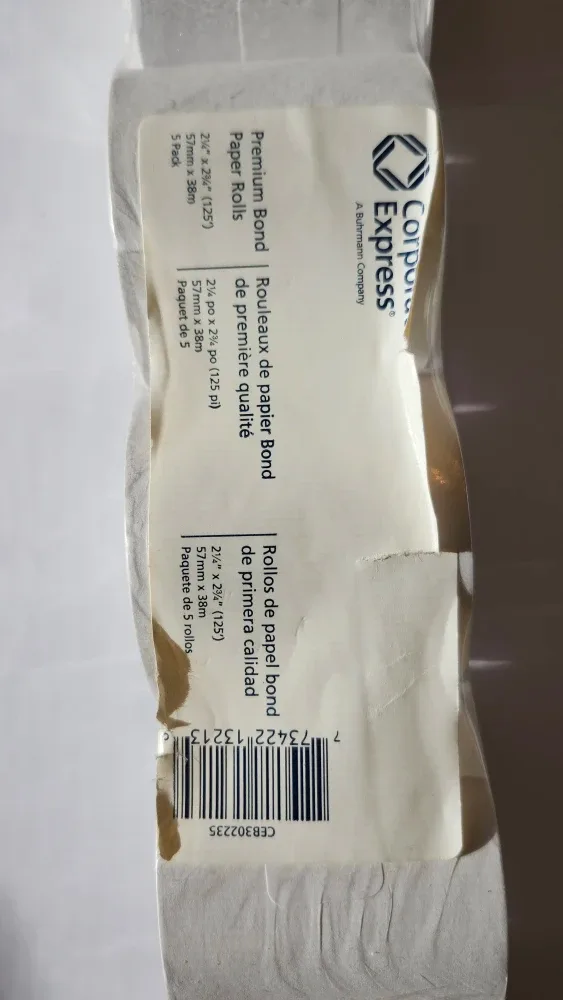 Express®
A Buhrmann Company
Premium Bond
Paper Rolls
2¼" x 2¾" (125')
57mm x 38m
5 Pack
Rouleaux de papier Bond
de première qualité
2¼ po x 2¾ po (125 pi)
57mm x 38m
Paquet de 5
Rollos de papel bond
de primera calidad
2¼" x 2¾" (125')
57mm x 38m
Paquete de 5 rollos
CEB302235
7 73422 13213